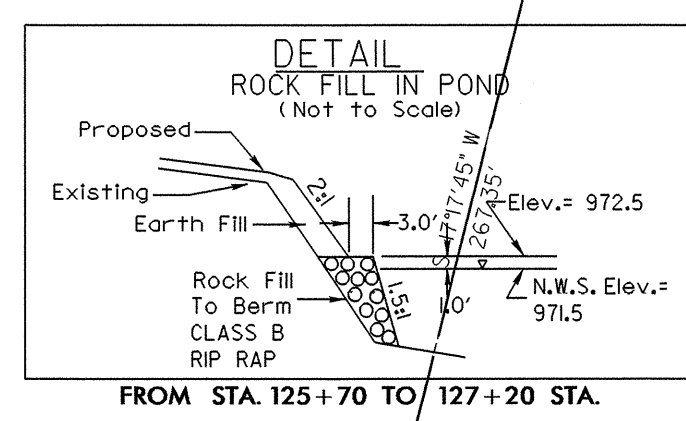 DETAIL
ROCK FILL IN POND
(Not to Scale)
Proposed
Existing
2:1
Earth Fill
3.0'
S 17°17'45" W
267.35'
Elev.= 972.5
Rock Fill
To Berm
CLASS B
RIP RAP
1.5:1
1.0'
N.W.S. Elev.=
971.5
FROM STA. 125+70 TO 127+20 STA.